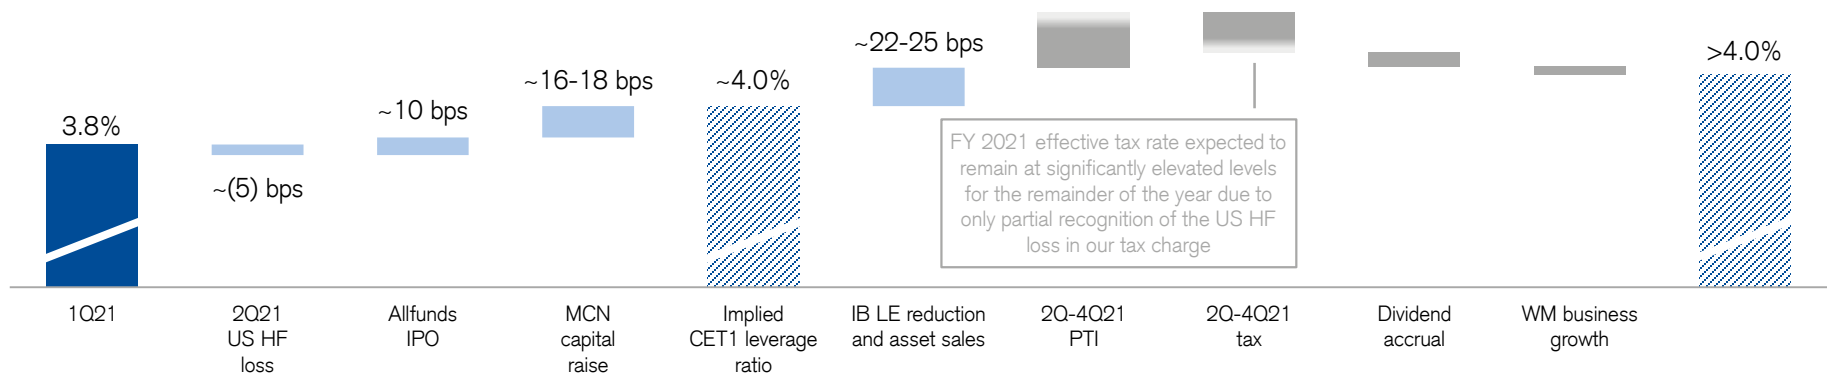 3.8%
~(5) bps
~10 bps
~16-18 bps
~4.0%
~22-25 bps
>4.0%
FY 2021 effective tax rate expected to
remain at significantly elevated levels
for the remainder of the year due to
only partial recognition of the US HF
loss in our tax charge
1Q21
2Q21
US HF
loss
Allfunds
IPO
MCN
capital
raise
Implied
CET1 leverage
ratio
IB LE reduction
and asset sales
2Q-4Q21
PTI
2Q-4Q21
tax
Dividend
accrual
WM business
growth